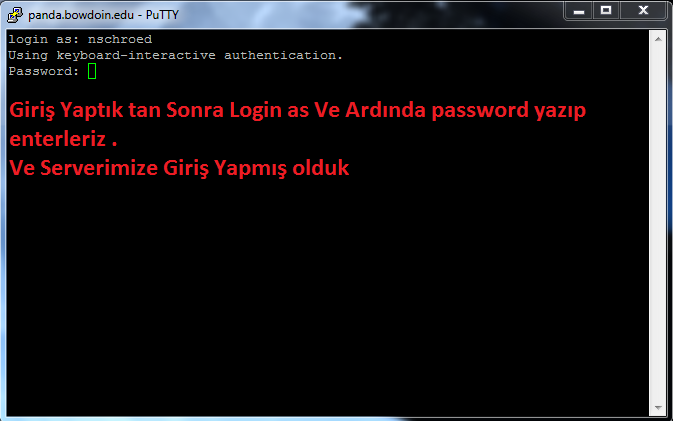 panda.bowdoin.edu - PuTTY
login as: nschroed
Using keyboard-interactive authentication.
Password:
Giriş Yaptık tan Sonra Login as Ve Ardında password yazıp
enterleriz .
Ve Serverimize Giriş Yapmış olduk